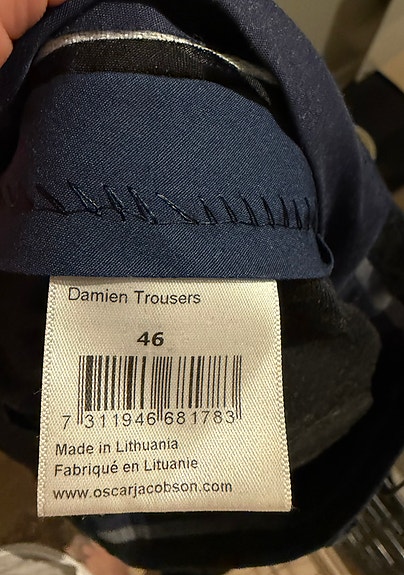 Damien Trousers
46
7 311946 681783
Made in Lithuania
Fabriqué en Lituanie
www.oscarjacobson.com